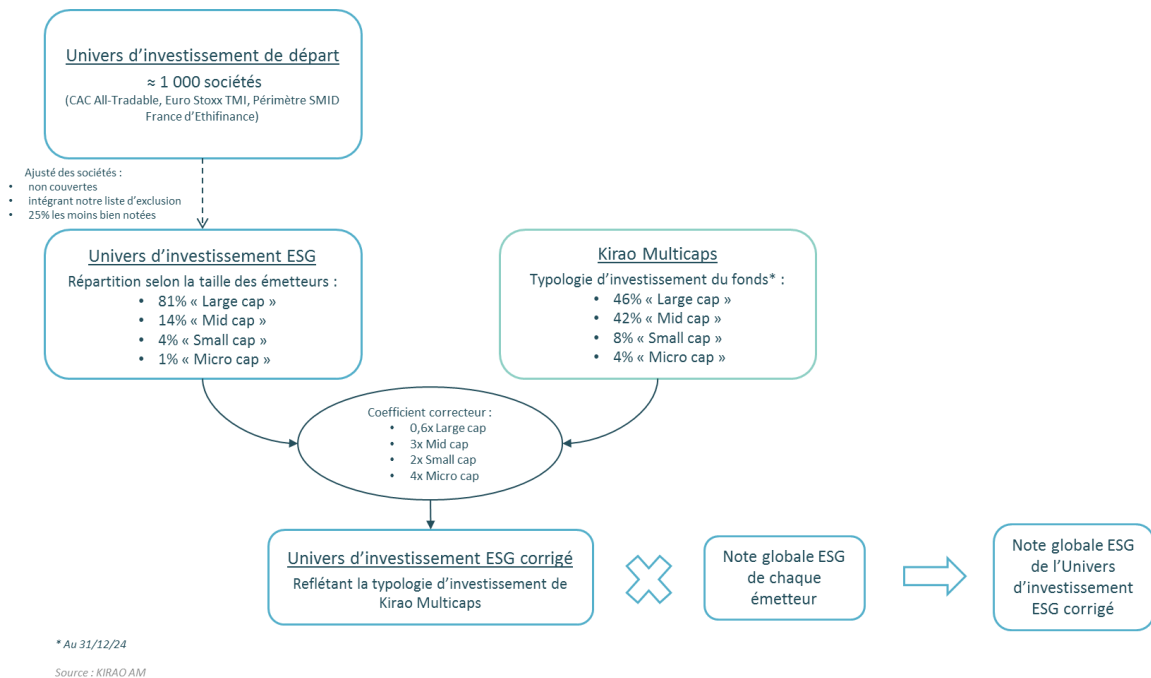 Univers d'investissement de départ
≈ 1 000 sociétés
(CAC All-Tradable, Euro Stoxx TMI, Périmètre SMID
France d'Ethifinance)
Ajusté des sociétés :
• non couvertes
• intégrant notre liste d'exclusion
• 25% les moins bien notées
Univers d'investissement ESG
Répartition selon la taille des émetteurs :
• 81% « Large cap »
• 14% « Mid cap »
• 4% « Small cap »
• 1% « Micro cap »
Kirao Multicaps
Typologie d'investissement du fonds* :
• 46% « Large cap »
• 42% « Mid cap »
• 8% « Small cap »
• 4% « Micro cap »
Coefficient correcteur :
• 0,6x Large cap
• 3x Mid cap
• 2x Small cap
• 4x Micro cap
Univers d'investissement ESG corrigé
Reflétant la typologie d'investissement de
Kirao Multicaps
Note globale ESG
de chaque
émetteur
Note globale ESG
de l'Univers
d'investissement
ESG corrigé
* Au 31/12/24
Source : KIRAO AM